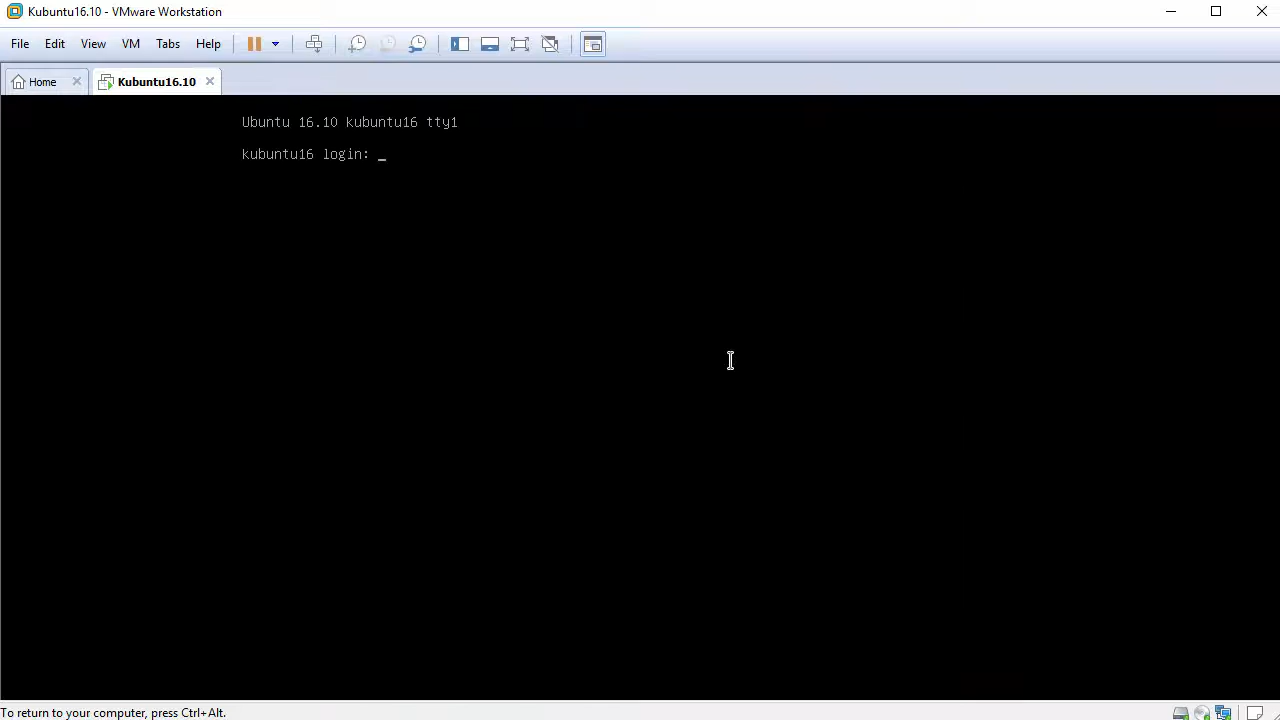 Kubuntu16.10 - VMware Workstation
File Edit View VM Tabs Help
Home Kubuntu16.10
Ubuntu 16.10 kubuntu16 tty1
kubuntu16 login: _
To return to your computer, press Ctrl+Alt.